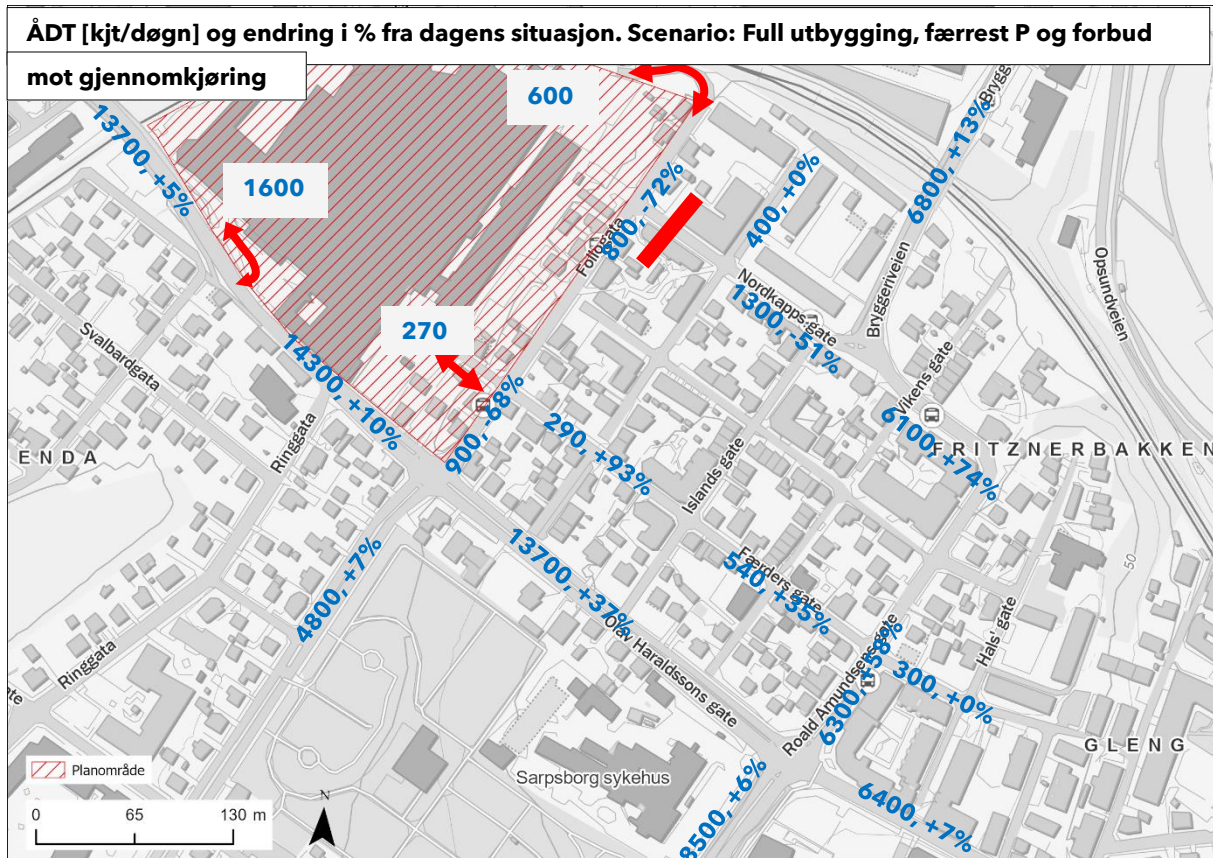 ÅDT [kjt/døgn] og endring i % fra dagens situasjon. Scenario: Full utbygging, færrest P og forbud
mot gjennomkjøring
600
13700, +5%
1600
800, -72%
400, +0%
6800, +13%
Brygg
Follogata
Nordkapps gate
1300, -51%
Bryggeriveien
Opsundveien
Svalbardgata
270
14300, +10%
Ringgata
900, -68%
290, +93%
Islands gate
Vikens gate
6100, +74%
FRITZNERBAKKEN
ENDA
4800, +7%
13700, +37%
Olav Haraldssons gate
Færders gate
540, +35%
Hals' gate
50
Ringgata
Roald Amundsens gate
6300, +58%
300, +0%
GLENG
Planområde
Sarpsborg sykehus
8500, +6%
6400, +7%
0 65 130 m
N